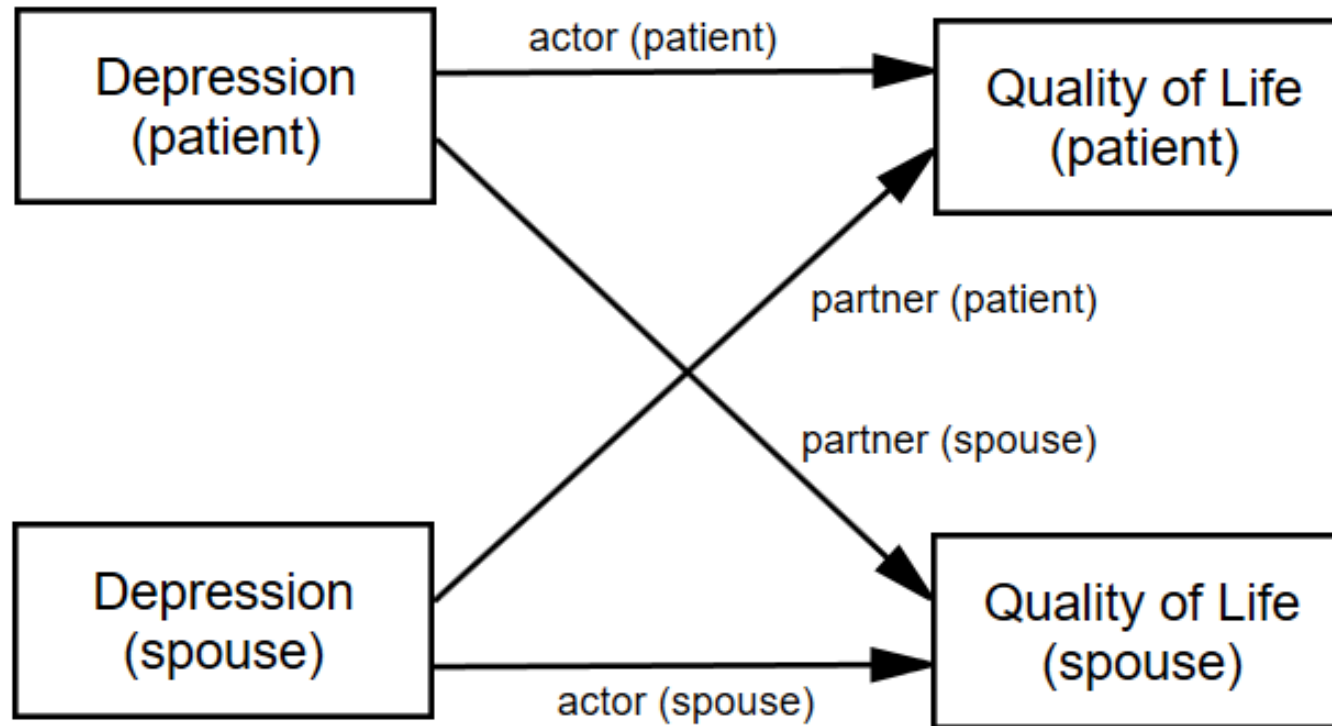 actor (patient)
Depression
(patient)
Quality of Life
(patient)
partner (patient)
partner (spouse)
Depression
(spouse)
Quality of Life
(spouse)
actor (spouse)